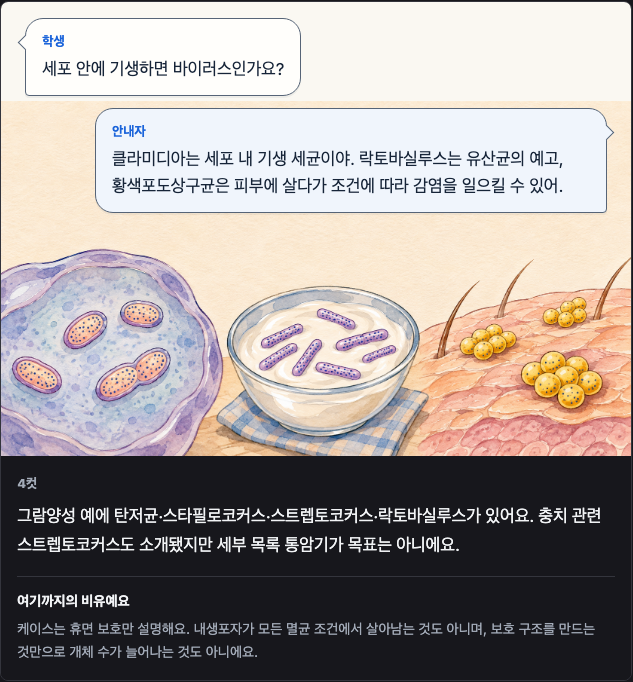 학생
세포 안에 기생하면 바이러스인가요?
안내자
클라미디아는 세포 내 기생 세균이야. 락토바실루스는 유산균의 예고,
황색포도상구균은 피부에 살다가 조건에 따라 감염을 일으킬 수 있어.
4컷
그람양성 예에 탄저균·스타필로코커스·스트렙토코커스·락토바실루스가 있어요. 충치 관련
스트렙토코커스도 소개됐지만 세부 목록 통암기가 목표는 아니에요.
여기까지의 비유예요
케이스는 휴면 보호만 설명해요. 내생포자가 모든 멸균 조건에서 살아남는 것도 아니며, 보호 구조를 만드는
것만으로 개체 수가 늘어나는 것도 아니에요.